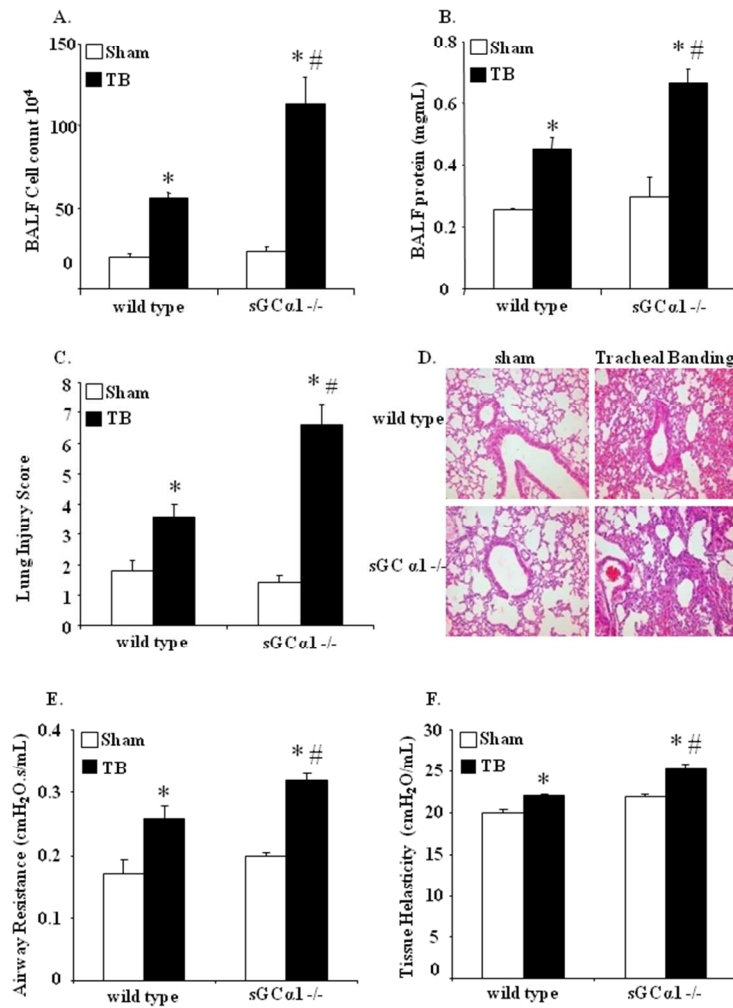 A.
150
Sham
TB
* #
100
*
50
0
BALF Cell count 10⁴
wild type
sGCα1 -/-
B.
0.8
Sham
TB
* #
0.6
*
0.4
0.2
0
BALF protein (mgmL)
wild type
sGCα1 -/-
C.
8
Sham
TB
* #
7
6
5
*
4
3
2
1
0
Lung Injury Score
wild type
sGCα1 -/-
D.
sham
Tracheal Banding
wild type
sGC α1 -/-
E.
0.4
Sham
TB
* #
0.3
*
0.2
0.1
0
Airway Resistance (cmH₂O.s/mL)
wild type
sGCα1 -/-
F.
30
Sham
TB
* #
25
*
20
15
10
5
0
Tissue Helasticity (cmH₂O/mL)
wild type
sGCα1 -/-